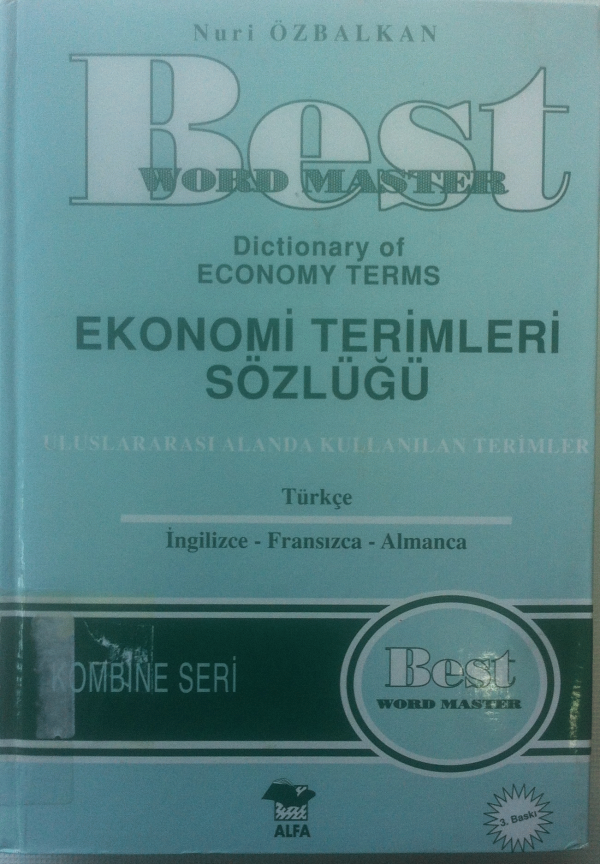 Nuri ÖZBALKAN
Best
WORD MASTER
Dictionary of
ECONOMY TERMS
EKONOMİ TERİMLERİ
SÖZLÜĞÜ
ULUSLARARASI ALANDA KULLANILAN TERİMLER
Türkçe
İngilizce - Fransızca - Almanca
KOMBİNE SERİ
Best
WORD MASTER
ALFA
3. Baskı